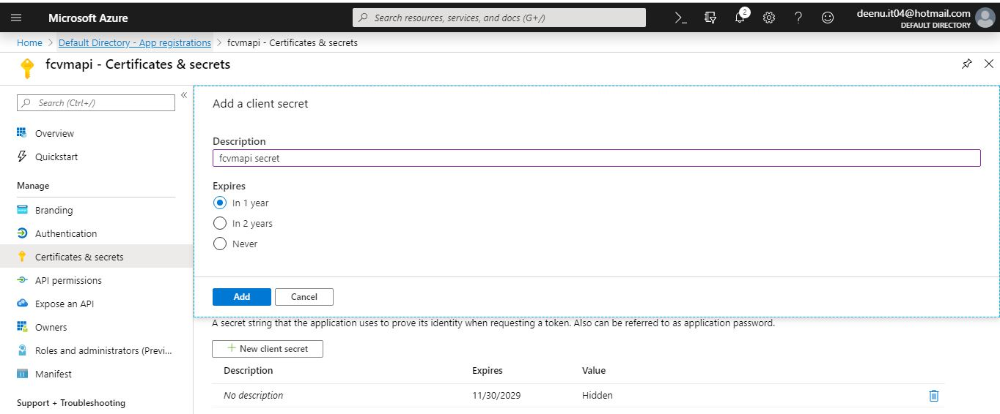 Microsoft Azure
Search resources, services, and docs (G+/)
2
deenu.it04@hotmail.com
DEFAULT DIRECTORY
Home > Default Directory - App registrations > fcvmapi - Certificates & secrets
fcvmapi - Certificates & secrets
Search (Ctrl+/)
«
Overview
Quickstart
Manage
Branding
Authentication
Certificates & secrets
API permissions
Expose an API
Owners
Roles and administrators (Previ...
Manifest
Support + Troubleshooting
Add a client secret
Description
fcvmapi secret
Expires
In 1 year
In 2 years
Never
Add Cancel
A secret string that the application uses to prove its identity when requesting a token. Also can be referred to as application password.
+ New client secret
Description Expires Value
No description 11/30/2029 Hidden